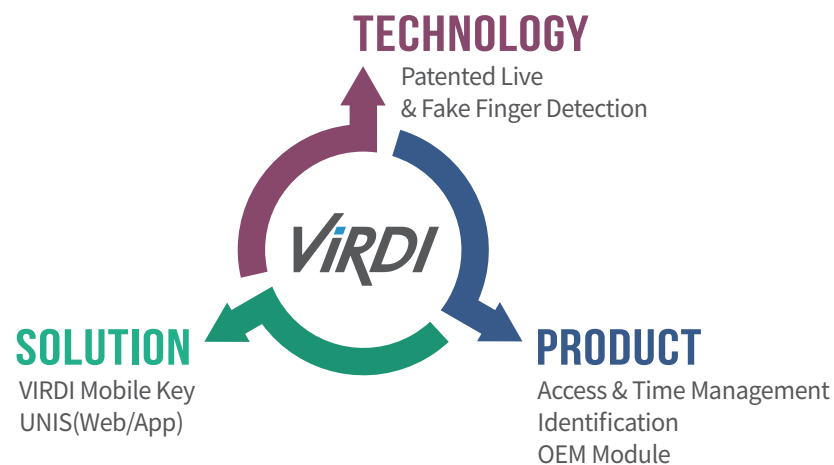 TECHNOLOGY
Patented Live
& Fake Finger Detection
ViRDI
SOLUTION
VIRDI Mobile Key
UNIS(Web/App)
PRODUCT
Access & Time Management
Identification
OEM Module